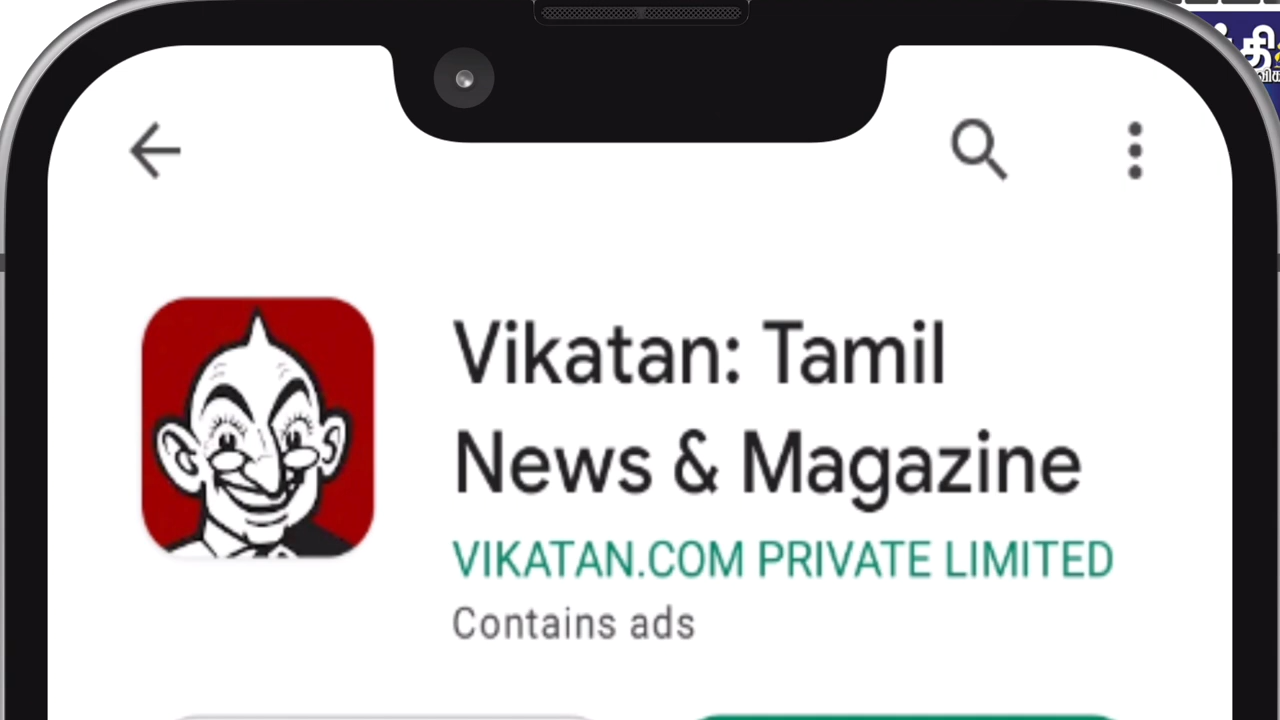 Vikatan: Tamil
News & Magazine
VIKATAN.COM PRIVATE LIMITED
Contains ads